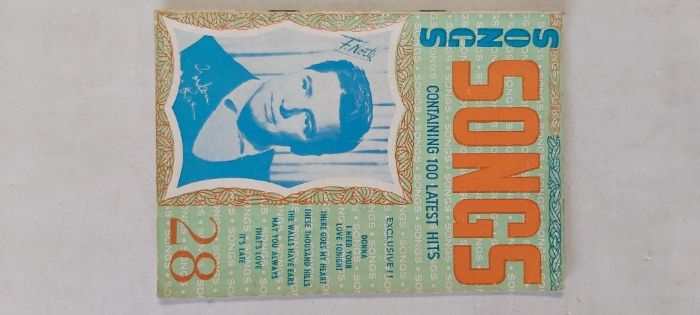 SONGS
SONGS
CONTAINING 100 LATEST HITS
EXCLUSIVE!!
DONNA
I NEED YOUR
LOVE TONIGHT
THERE GOES MY HEART
THESE THOUSAND HILLS
THE WALLS HAVE EARS
MAY YOU ALWAYS
THAT'S LOVE
IT'S LATE
28